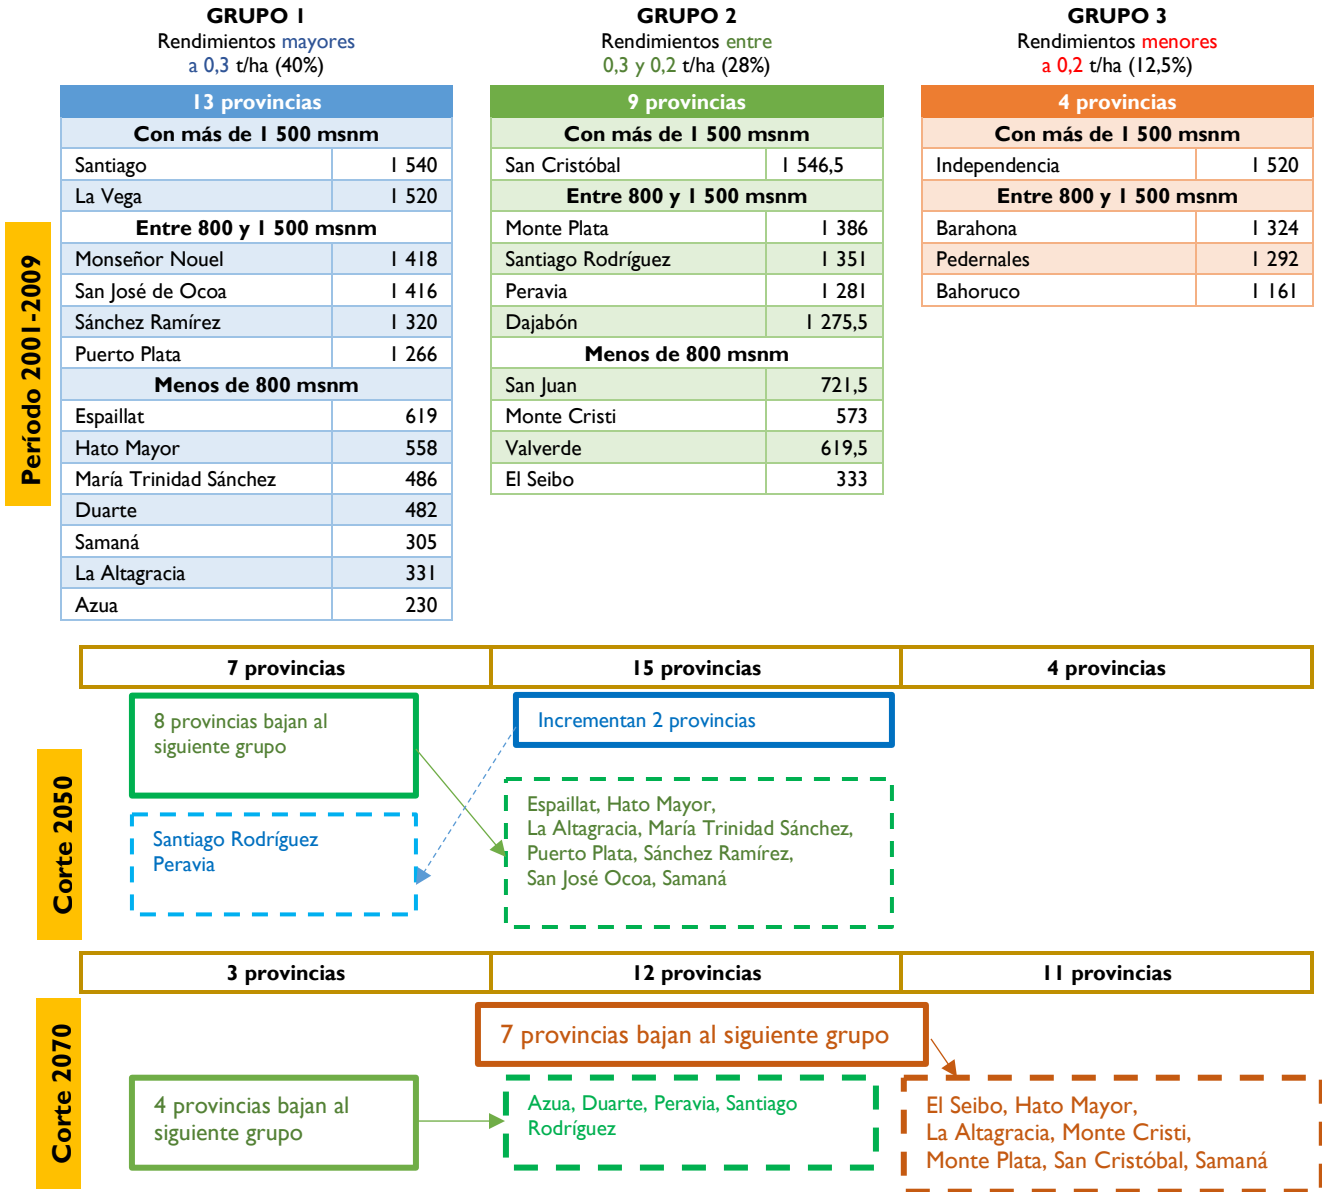 GRUPO 1
Rendimientos mayores
a 0,3 t/ha (40%)
13 provincias
Con más de 1 500 msnm
Santiago 1 540
La Vega 1 520
Entre 800 y 1 500 msnm
Monseñor Nouel 1 418
San José de Ocoa 1 416
Sánchez Ramírez 1 320
Puerto Plata 1 266
Menos de 800 msnm
Espaillat 619
Hato Mayor 558
María Trinidad Sánchez 486
Duarte 482
Samaná 305
La Altagracia 331
Azua 230
GRUPO 2
Rendimientos entre
0,3 y 0,2 t/ha (28%)
9 provincias
Con más de 1 500 msnm
San Cristóbal 1 546,5
Entre 800 y 1 500 msnm
Monte Plata 1 386
Santiago Rodríguez 1 351
Peravia 1 281
Dajabón 1 275,5
Menos de 800 msnm
San Juan 721,5
Monte Cristi 573
Valverde 619,5
El Seibo 333
GRUPO 3
Rendimientos menores
a 0,2 t/ha (12,5%)
4 provincias
Con más de 1 500 msnm
Independencia 1 520
Entre 800 y 1 500 msnm
Barahona 1 324
Pedernales 1 292
Bahoruco 1 161
Período 2001-2009
7 provincias 15 provincias 4 provincias
Corte 2050
8 provincias bajan al
siguiente grupo
Incrementan 2 provincias
Santiago Rodríguez
Peravia
Espaillat, Hato Mayor,
La Altagracia, María Trinidad Sánchez,
Puerto Plata, Sánchez Ramírez,
San José Ocoa, Samaná
3 provincias 12 provincias 11 provincias
Corte 2070
7 provincias bajan al siguiente grupo
4 provincias bajan al
siguiente grupo
Azua, Duarte, Peravia, Santiago
Rodríguez
El Seibo, Hato Mayor,
La Altagracia, Monte Cristi,
Monte Plata, San Cristóbal, Samaná